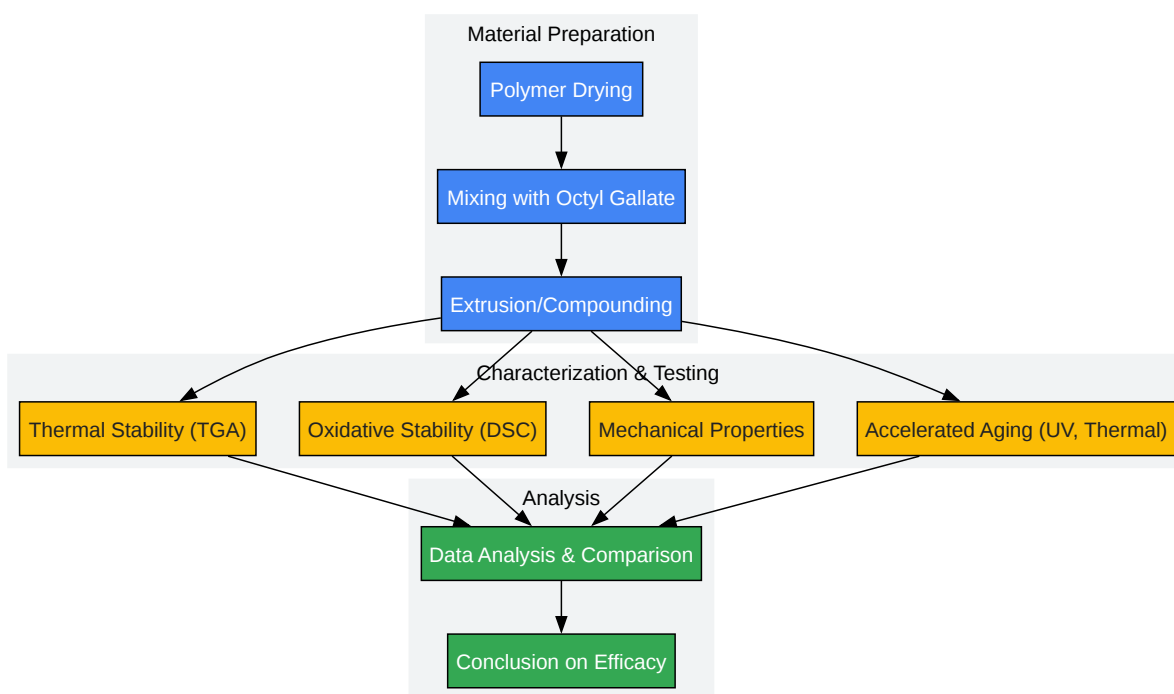 Material Preparation
Polymer Drying
Mixing with Octyl Gallate
Extrusion/Compounding
Characterization & Testing
Thermal Stability (TGA)
Oxidative Stability (DSC)
Mechanical Properties
Accelerated Aging (UV, Thermal)
Analysis
Data Analysis & Comparison
Conclusion on Efficacy